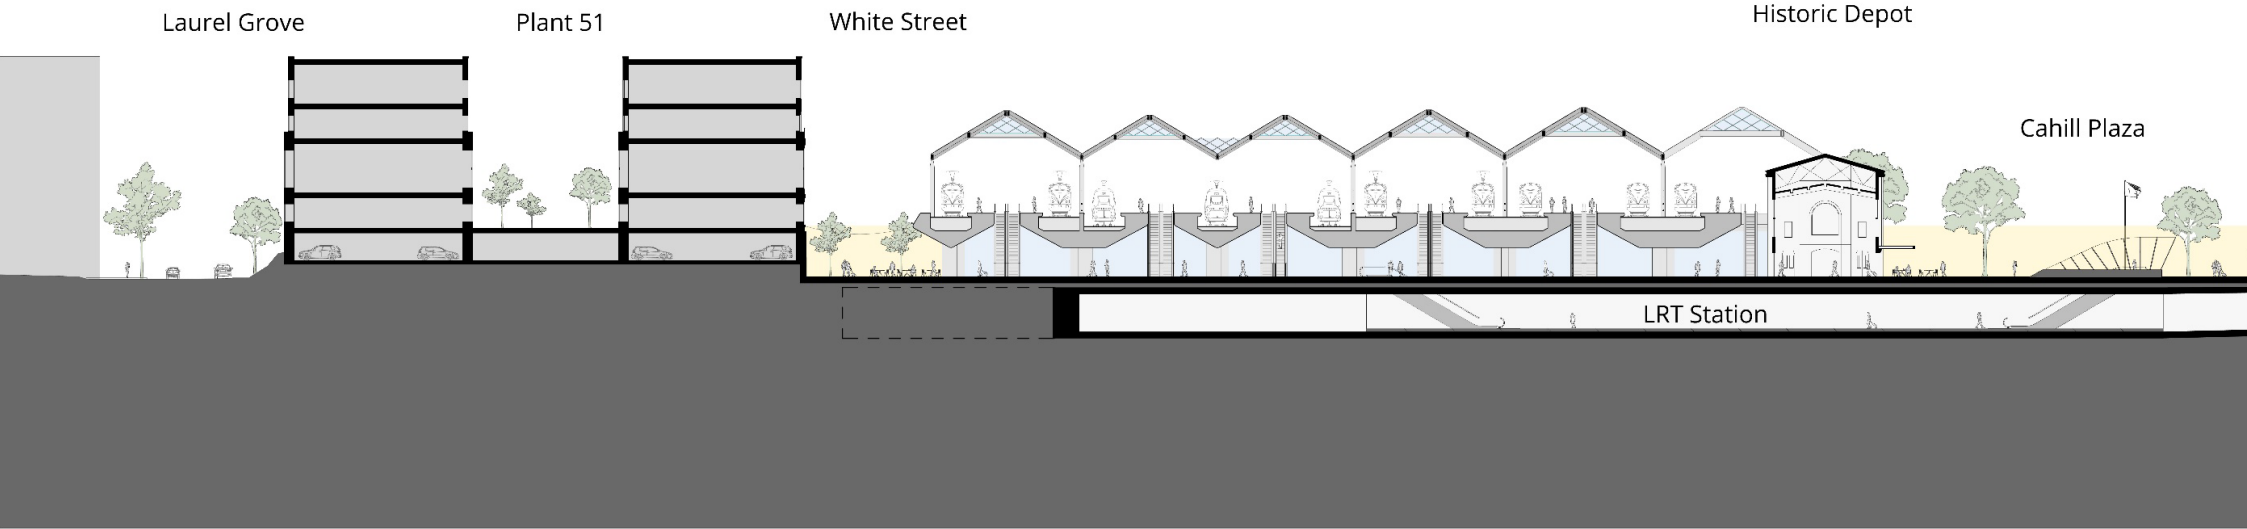 Laurel Grove
Plant 51
White Street
Historic Depot
Cahill Plaza
LRT Station